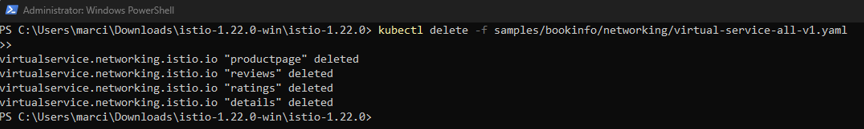 Administrator: Windows PowerShell
PS C:\Users\marci\Downloads\istio-1.22.0-win\istio-1.22.0> kubectl delete -f samples/bookinfo/networking/virtual-service-all-v1.yaml
>>
virtualservice.networking.istio.io "productpage" deleted
virtualservice.networking.istio.io "reviews" deleted
virtualservice.networking.istio.io "ratings" deleted
virtualservice.networking.istio.io "details" deleted
PS C:\Users\marci\Downloads\istio-1.22.0-win\istio-1.22.0>